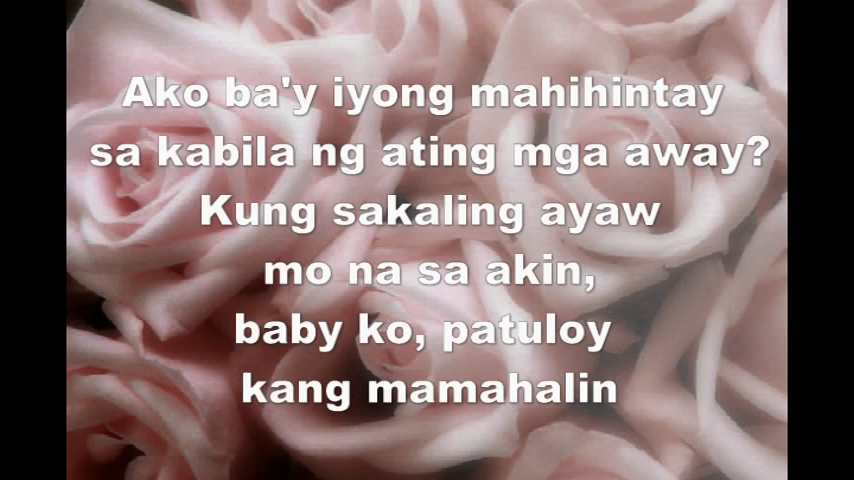 Ako ba'y iyong mahihintay
sa kabila ng ating mga away?
Kung sakaling ayaw
mo na sa akin,
baby ko, patuloy
kang mamahalin